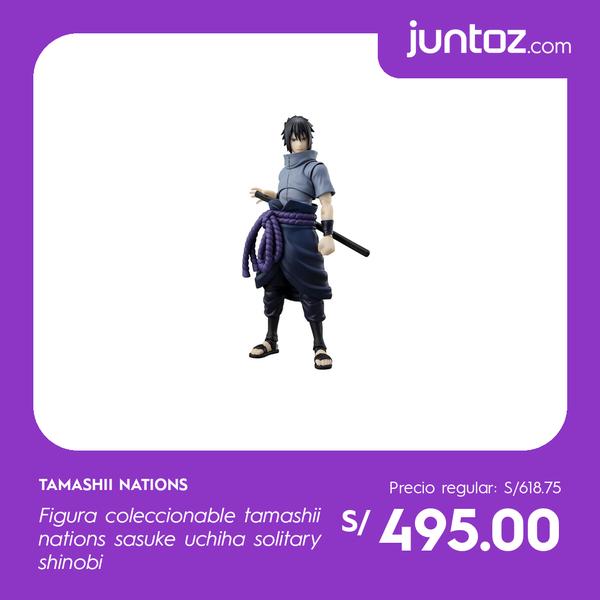 juntoz.com
TAMASHII NATIONS
Figura coleccionable tamashii
nations sasuke uchiha solitary
shinobi
Precio regular: S/618.75
S/ 495.00